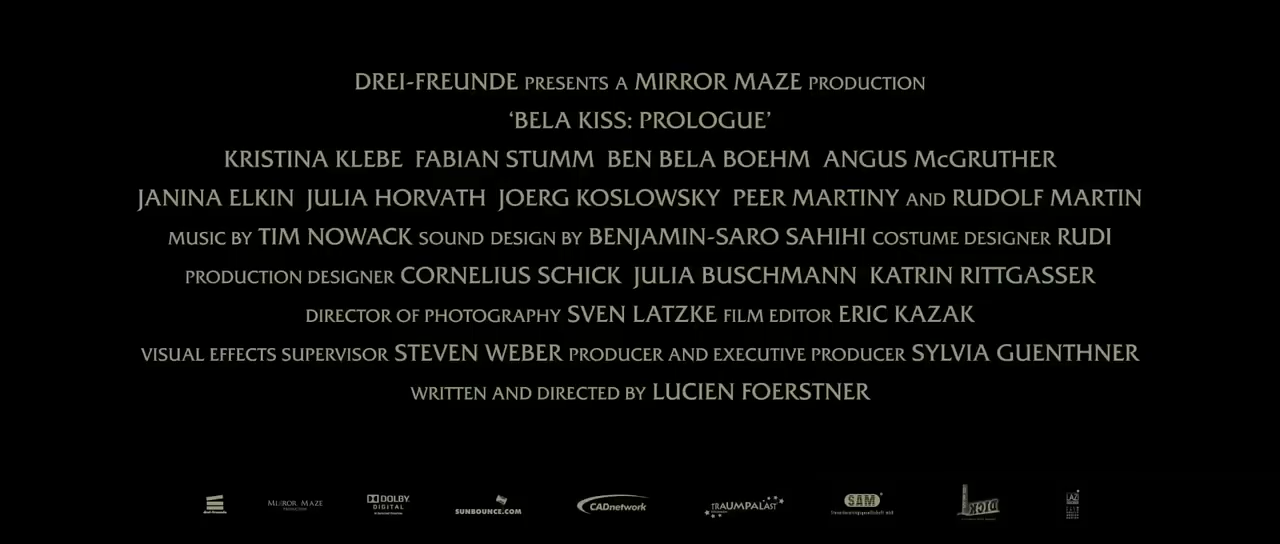 DREI-FREUNDE PRESENTS A MIRROR MAZE PRODUCTION
‘BELA KISS: PROLOGUE’
KRISTINA KLEBE FABIAN STUMM BEN BELA BOEHM ANGUS McGRUTHER
JANINA ELKIN JULIA HORVATH JOERG KOSLOWSKY PEER MARTINY AND RUDOLF MARTIN
MUSIC BY TIM NOWACK SOUND DESIGN BY BENJAMIN-SARO SAHIHI COSTUME DESIGNER RUDI
PRODUCTION DESIGNER CORNELIUS SCHICK JULIA BUSCHMANN KATRIN RITTGASSER
DIRECTOR OF PHOTOGRAPHY SVEN LATZKE FILM EDITOR ERIC KAZAK
VISUAL EFFECTS SUPERVISOR STEVEN WEBER PRODUCER AND EXECUTIVE PRODUCER SYLVIA GUENTHNER
WRITTEN AND DIRECTED BY LUCIEN FOERSTNER
drei-freunde
MIRROR MAZE
PRODUCTION
DOLBY
DIGITAL
SUNBOUNCE.COM
CADnetwork
TRAUMPALAST
SAM
DICK